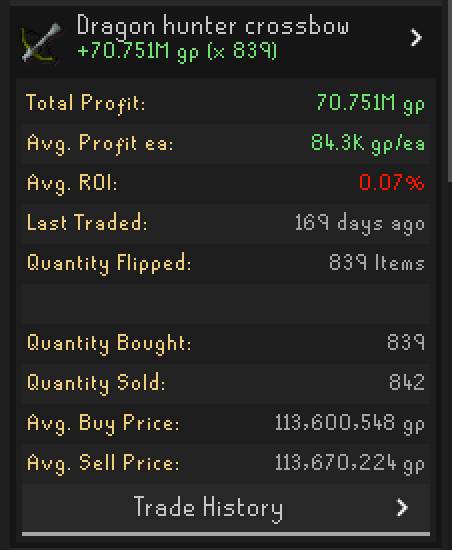 Dragon hunter crossbow
+70.751M gp (x 839)
Total Profit: 70.751M gp
Avg. Profit ea: 84.3K gp/ea
Avg. ROI: 0.07%
Last Traded: 169 days ago
Quantity Flipped: 839 Items
Quantity Bought: 839
Quantity Sold: 842
Avg. Buy Price: 113,600,548 gp
Avg. Sell Price: 113,670,224 gp
Trade History